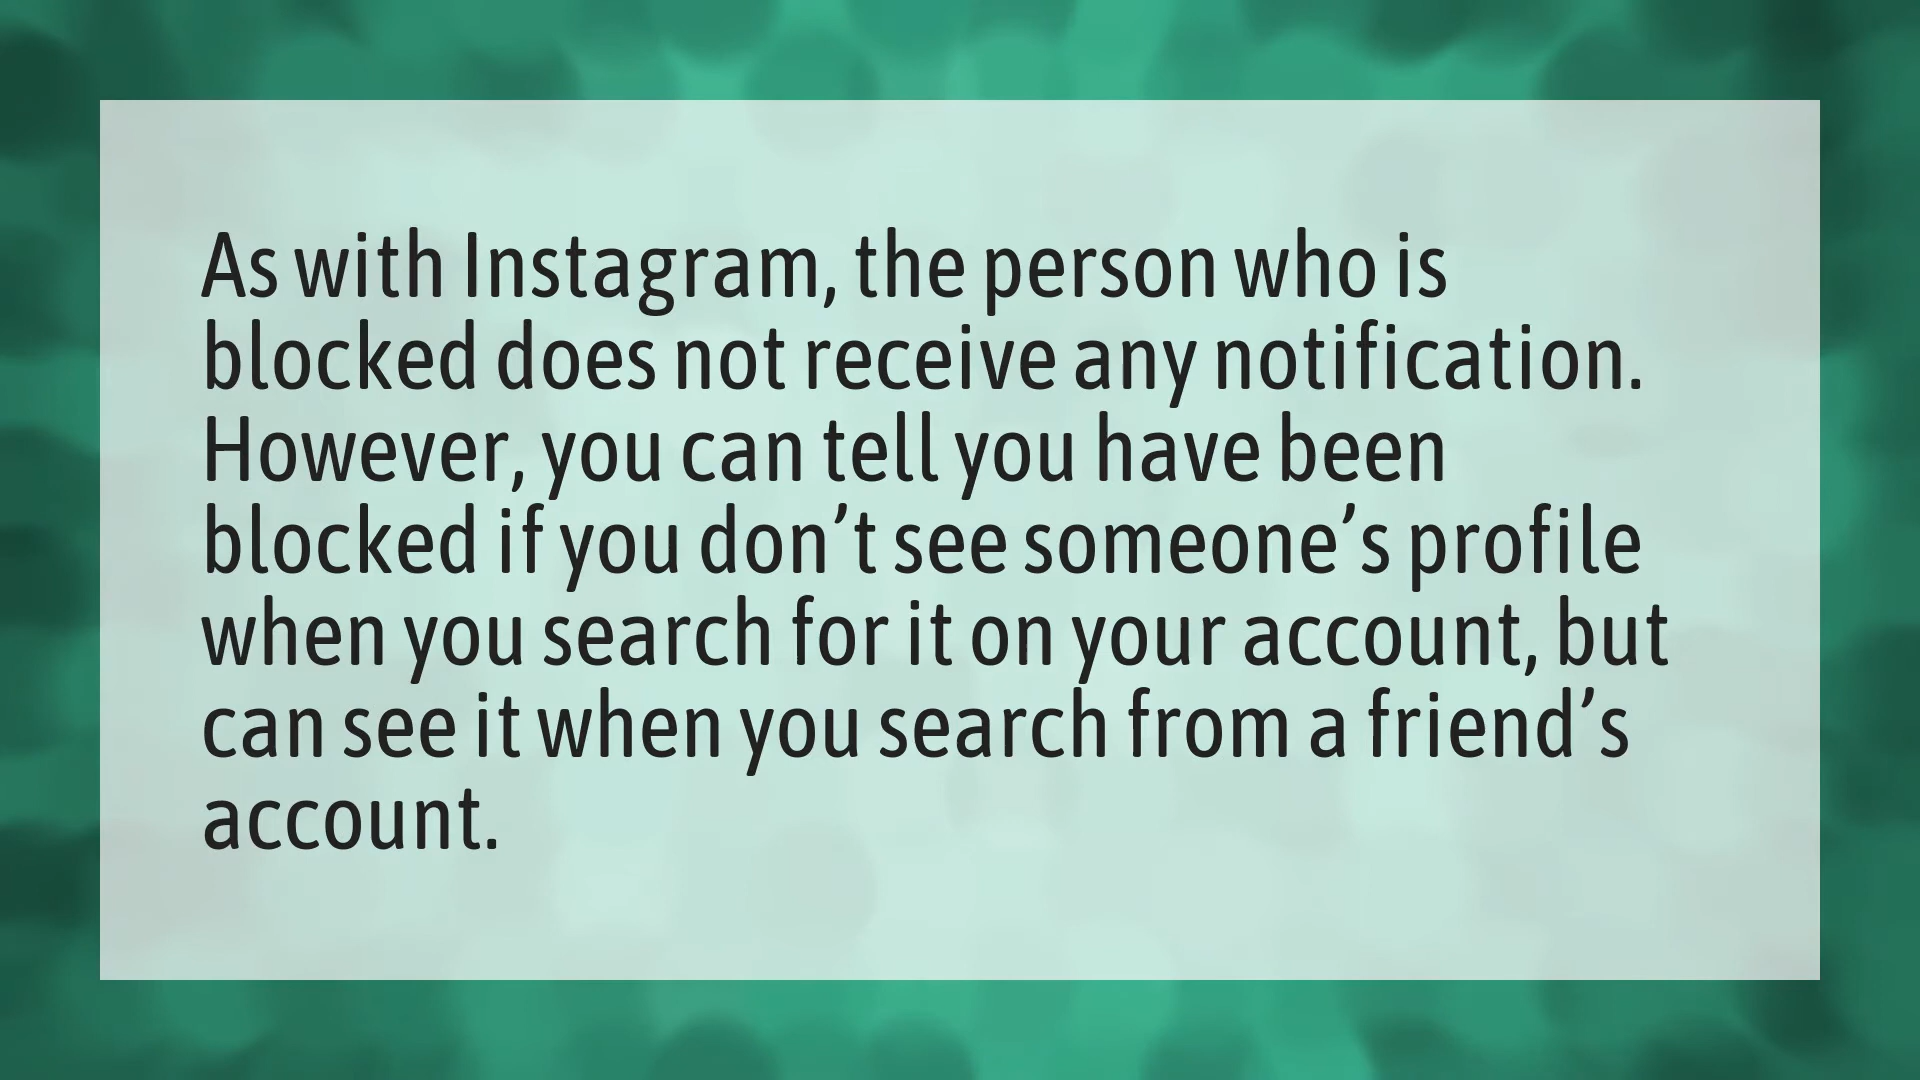 As with Instagram, the person who is
blocked does not receive any notification.
However, you can tell you have been
blocked if you don’t see someone’s profile
when you search for it on your account, but
can see it when you search from a friend’s
account.